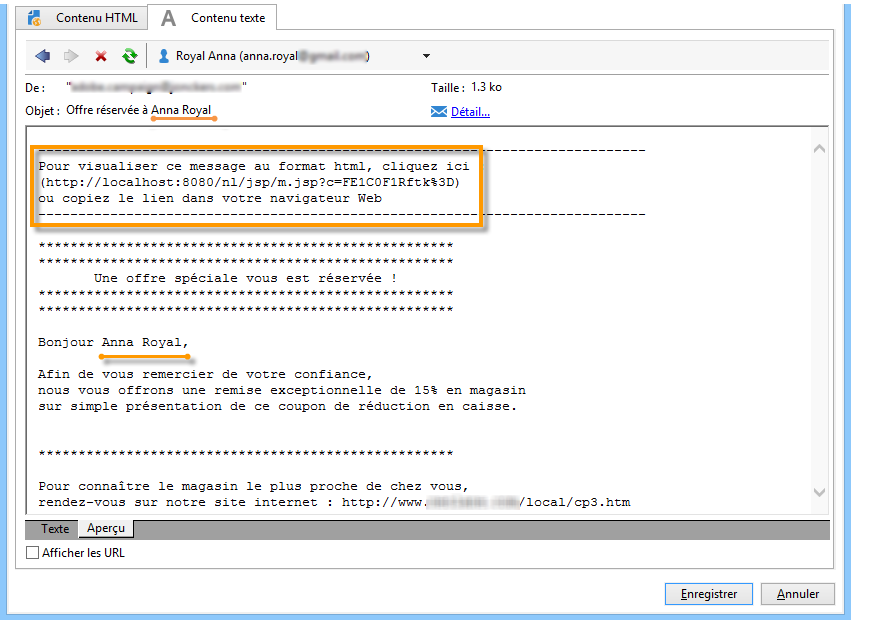 Contenu HTML
Contenu texte
Royal Anna (anna.royal )
De : " "
Taille : 1.3 ko
Objet : Offre réservée à Anna Royal
Détail...
--------------------------------------------------------------------------
Pour visualiser ce message au format html, cliquez ici
(http://localhost:8080/nl/jsp/m.jsp?c=FE1C0F1Rftk%3D)
ou copiez le lien dans votre navigateur Web
--------------------------------------------------------------------------
****************************************************
****************************************************
Une offre spéciale vous est réservée !
****************************************************
****************************************************
Bonjour Anna Royal,
Afin de vous remercier de votre confiance,
nous vous offrons une remise exceptionnelle de 15% en magasin
sur simple présentation de ce coupon de réduction en caisse.
****************************************************
Pour connaître le magasin le plus proche de chez vous,
rendez-vous sur notre site internet : http://www. /local/cp3.htm
Texte
Aperçu
Afficher les URL
Enregistrer
Annuler